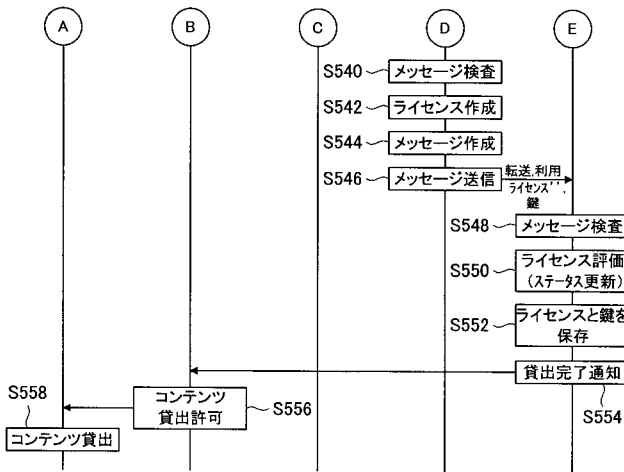 A B C D E
S540 メッセージ検査
S542 ライセンス作成
S544 メッセージ作成
S546 メッセージ送信
転送,利用
ライセンス'',
鍵
S548 メッセージ検査
S550 ライセンス評価
(ステータス更新)
S552 ライセンスと鍵を
保存
貸出完了通知
S554
コンテンツ
貸出許可
S556
S558
コンテンツ貸出